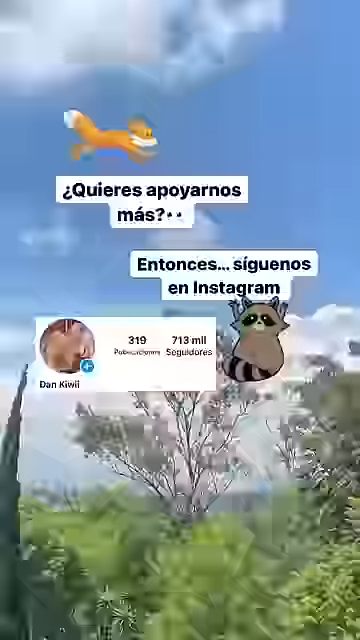 ¿Quieres apoyarnos
más?👀
Entonces... síguenos
en Instagram
319 713 mil
Publicaciones Seguidores
Dan Kiwii